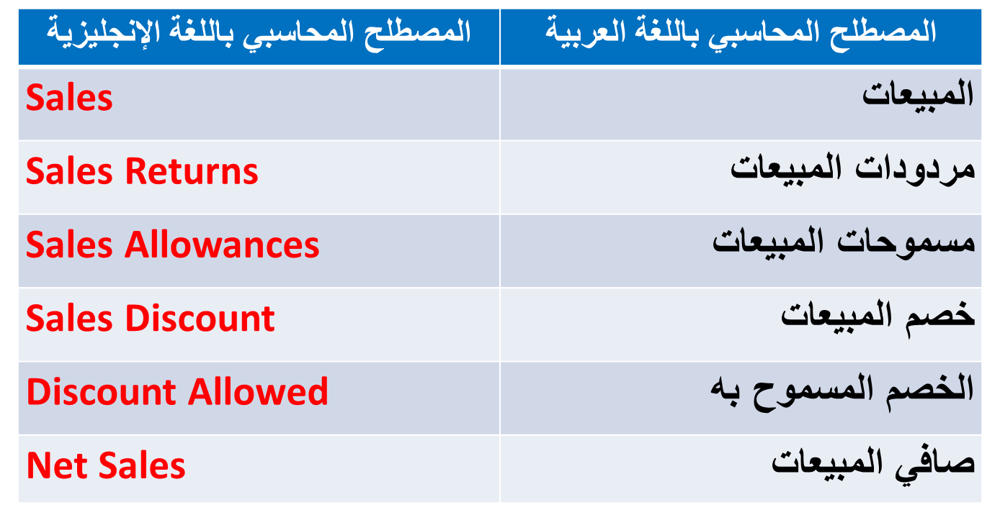 المصطلح المحاسبي باللغة العربية
المصطلح المحاسبي باللغة الإنجليزية
المبيعات
Sales
مردودات المبيعات
Sales Returns
مسموحات المبيعات
Sales Allowances
خصم المبيعات
Sales Discount
الخصم المسموح به
Discount Allowed
صافي المبيعات
Net Sales